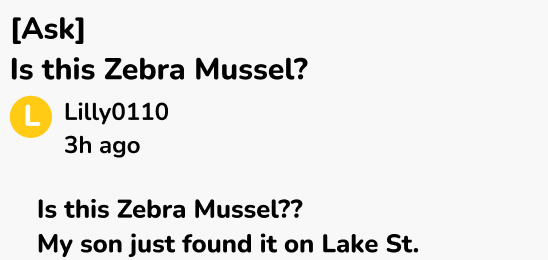 [Ask]
Is this Zebra Mussel?
L
Lilly0110
3h ago
Is this Zebra Mussel??
My son just found it on Lake St.